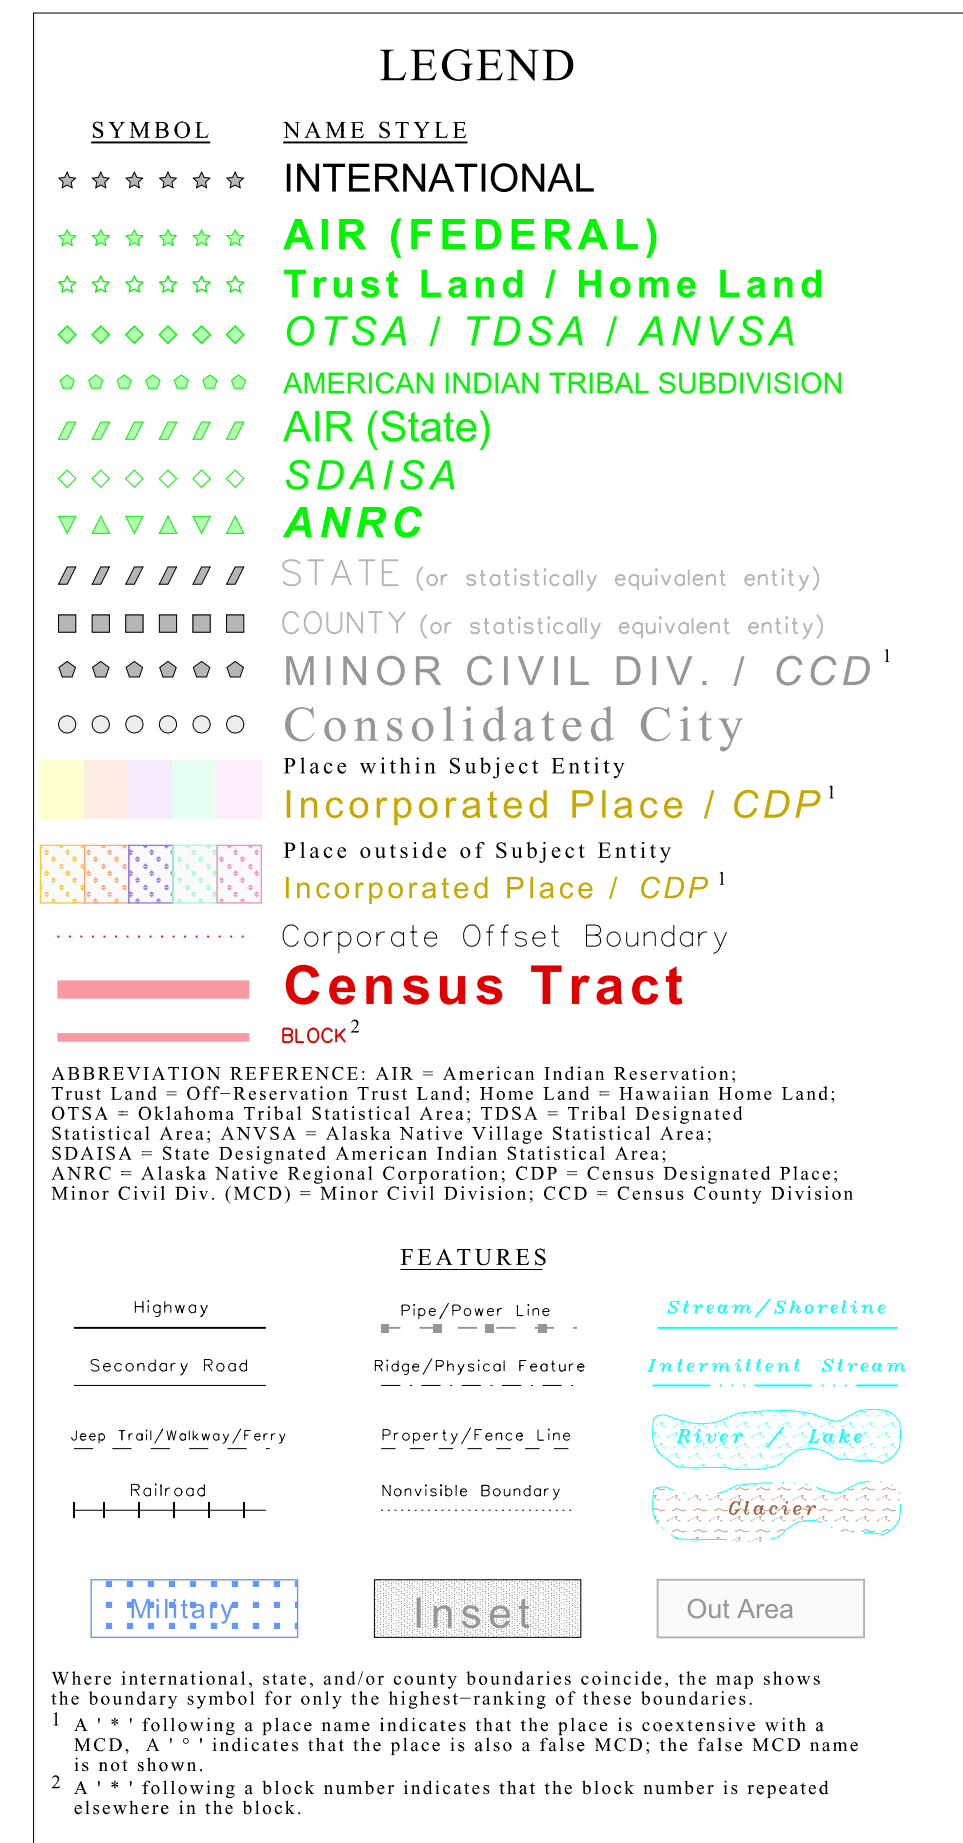 LEGEND
SYMBOL NAME STYLE
INTERNATIONAL
AIR (FEDERAL)
Trust Land / Home Land
OTSA / TDSA / ANVSA
AMERICAN INDIAN TRIBAL SUBDIVISION
AIR (State)
SDAISA
ANRC
STATE (or statistically equivalent entity)
COUNTY (or statistically equivalent entity)
MINOR CIVIL DIV. / CCD 1
Consolidated City
Place within Subject Entity
Incorporated Place / CDP 1
Place outside of Subject Entity
Incorporated Place / CDP 1
Corporate Offset Boundary
Census Tract
BLOCK 2
ABBREVIATION REFERENCE: AIR = American Indian Reservation;
Trust Land = Off−Reservation Trust Land; Home Land = Hawaiian Home Land;
OTSA = Oklahoma Tribal Statistical Area; TDSA = Tribal Designated
Statistical Area; ANVSA = Alaska Native Village Statistical Area;
SDAISA = State Designated American Indian Statistical Area;
ANRC = Alaska Native Regional Corporation; CDP = Census Designated Place;
Minor Civil Div. (MCD) = Minor Civil Division; CCD = Census County Division
FEATURES
Highway Pipe/Power Line Stream/Shoreline
Secondary Road Ridge/Physical Feature Intermittent Stream
Jeep Trail/Walkway/Ferry Property/Fence Line River / Lake
Railroad Nonvisible Boundary Glacier
Military Inset Out Area
Where international, state, and/or county boundaries coincide, the map shows
the boundary symbol for only the highest−ranking of these boundaries.
1 A ' * ' following a place name indicates that the place is coextensive with a
MCD, A ' ° ' indicates that the place is also a false MCD; the false MCD name
is not shown.
2 A ' * ' following a block number indicates that the block number is repeated
elsewhere in the block.